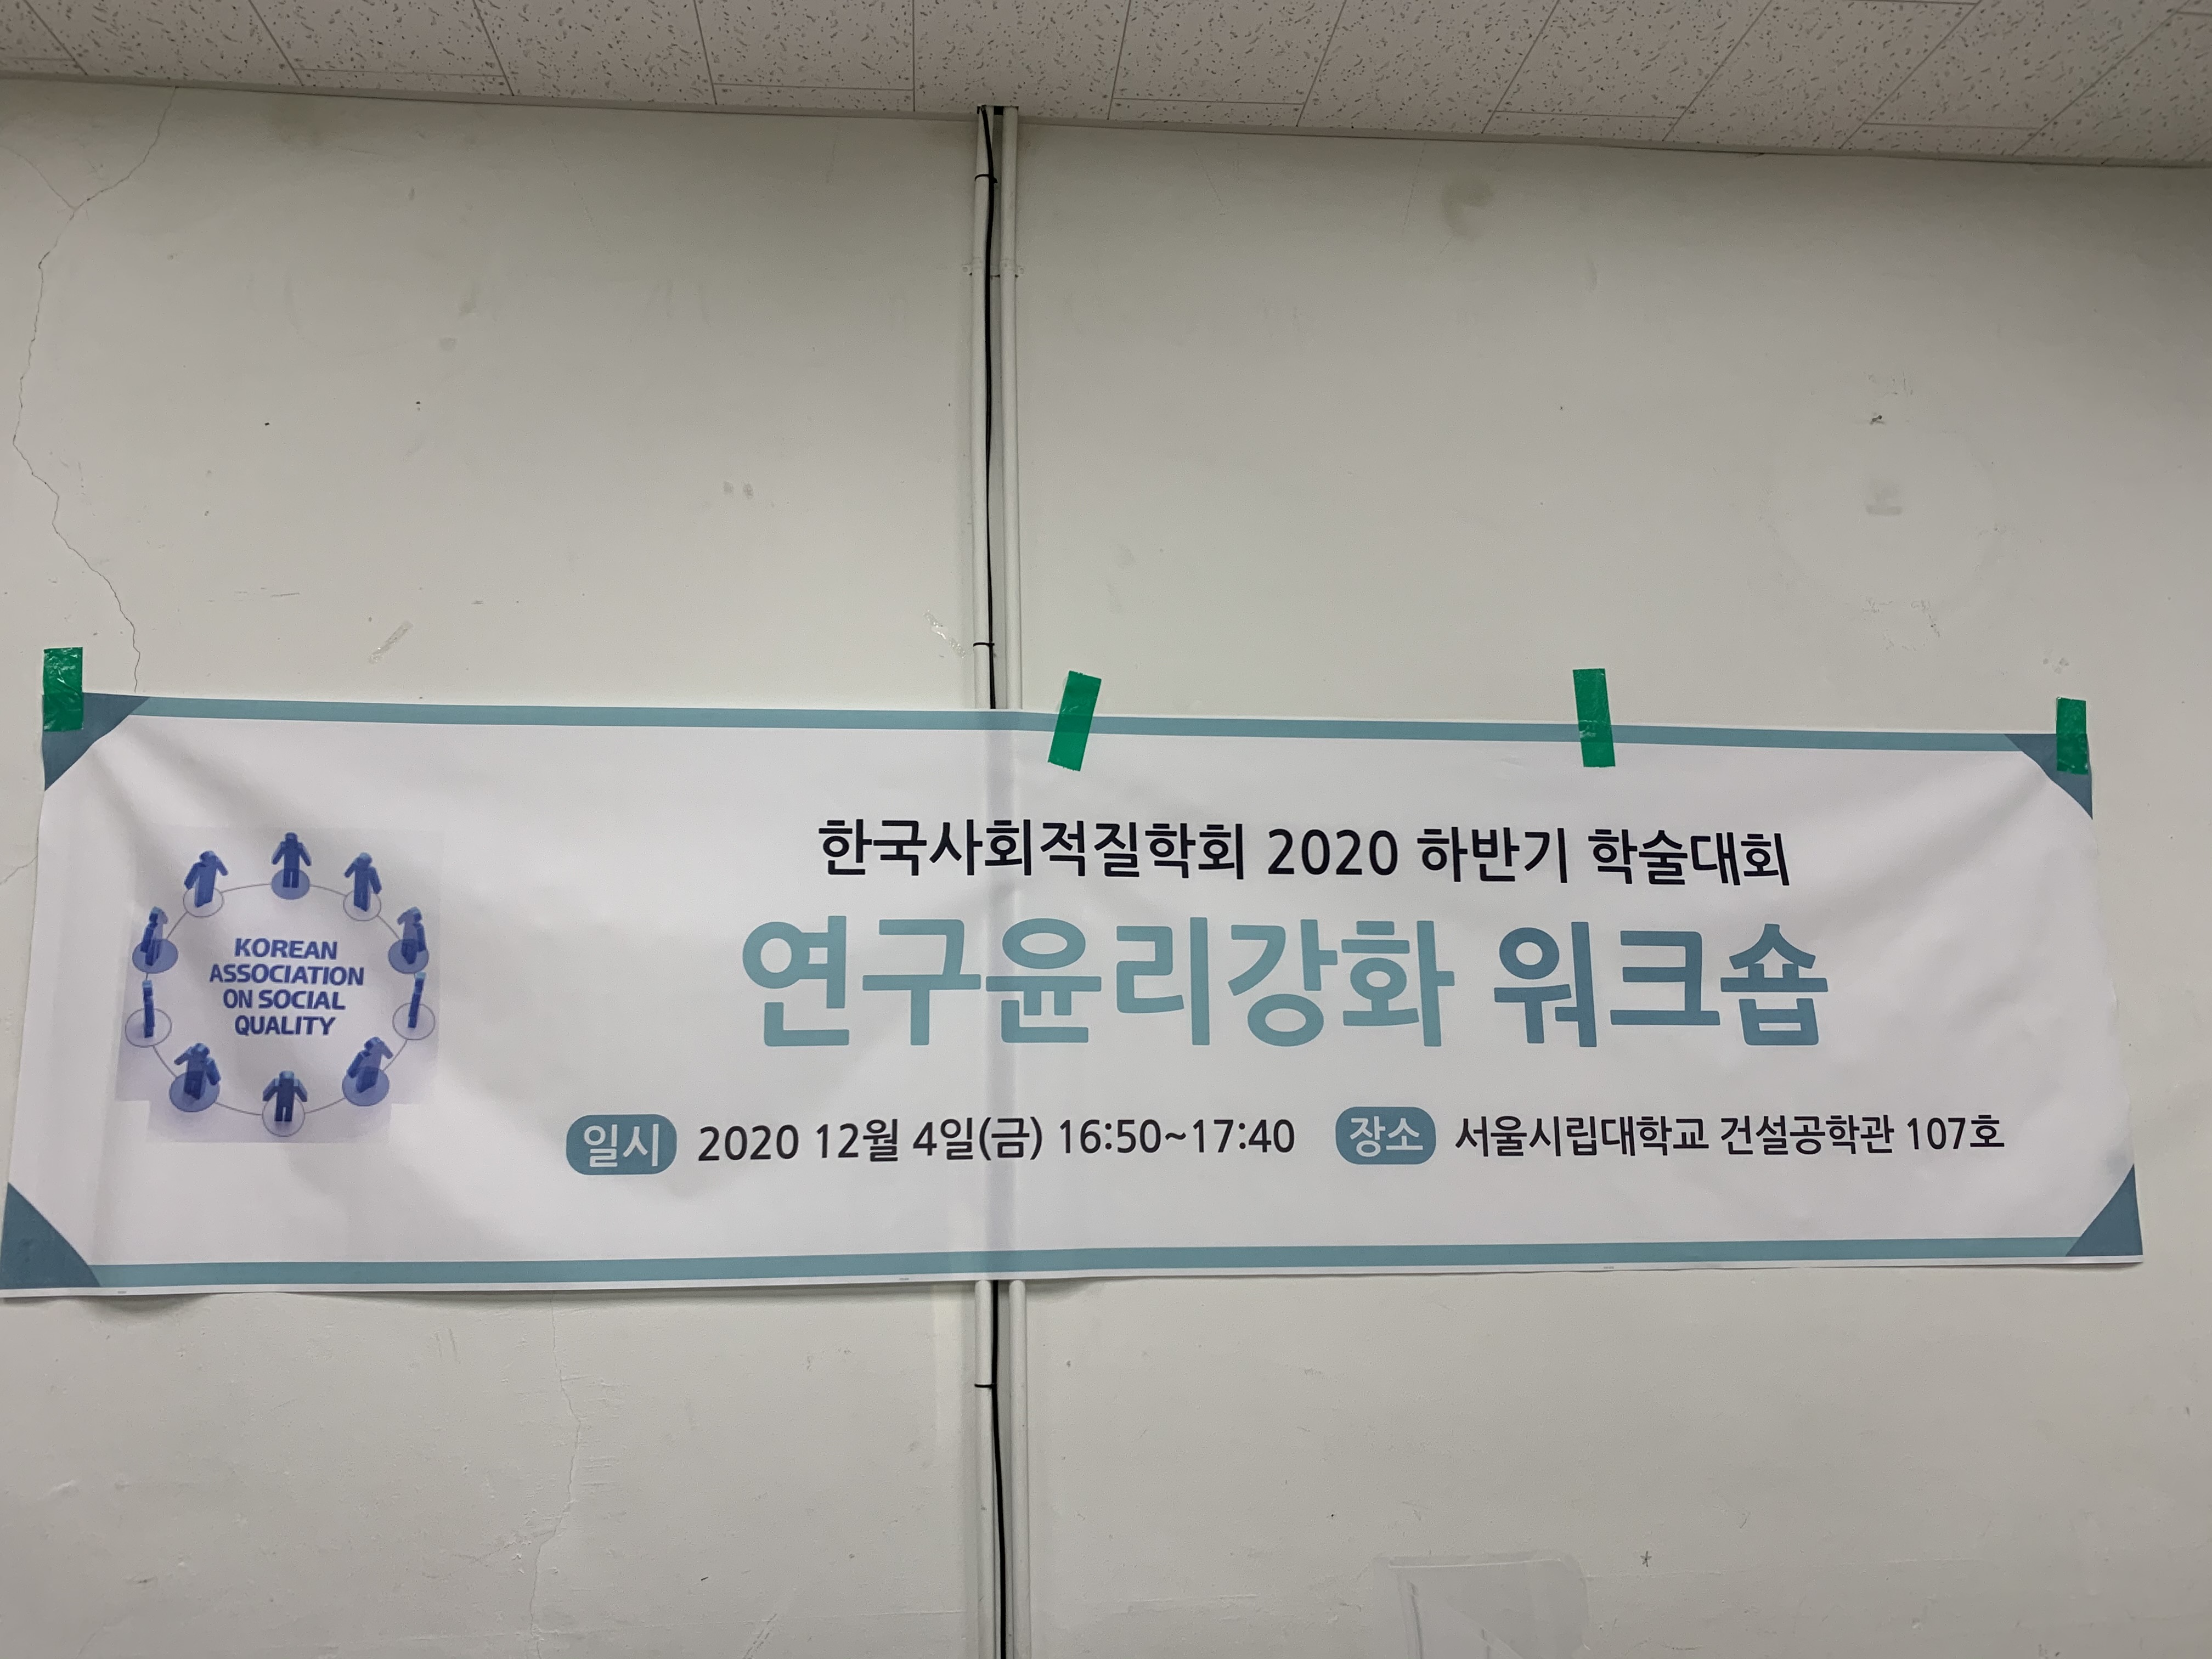 한국사회적질학회 2020 하반기 학술대회
연구윤리강화 워크숍
KOREAN
ASSOCIATION
ON SOCIAL
QUALITY
일시 2020 12월 4일(금) 16:50~17:40 장소 서울시립대학교 건설공학관 107호